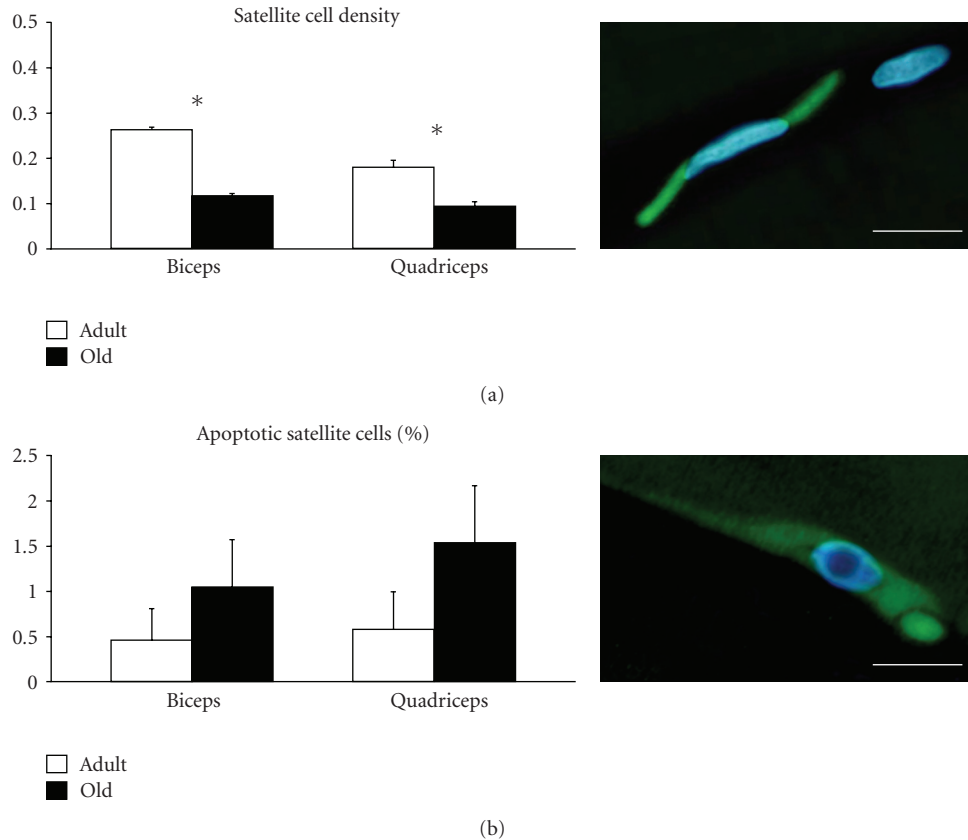 Satellite cell density
0.5
0.4
0.3
0.2
0.1
0
*
*
Biceps Quadriceps
Adult
Old
(a)
Apoptotic satellite cells (%)
2.5
2
1.5
1
0.5
0
Biceps Quadriceps
Adult
Old
(b)